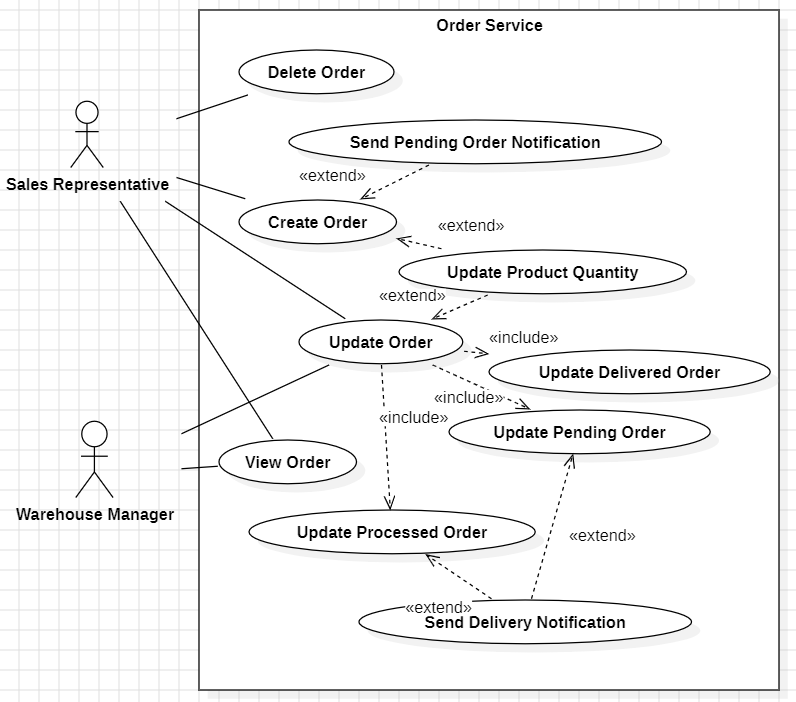 Order Service
Delete Order
Send Pending Order Notification
«extend»
Sales Representative
Create Order
«extend»
Update Product Quantity
«extend»
Update Order
«include»
Update Delivered Order
«include»
«include»
Update Pending Order
View Order
Warehouse Manager
Update Processed Order
«extend»
«extend»
Send Delivery Notification